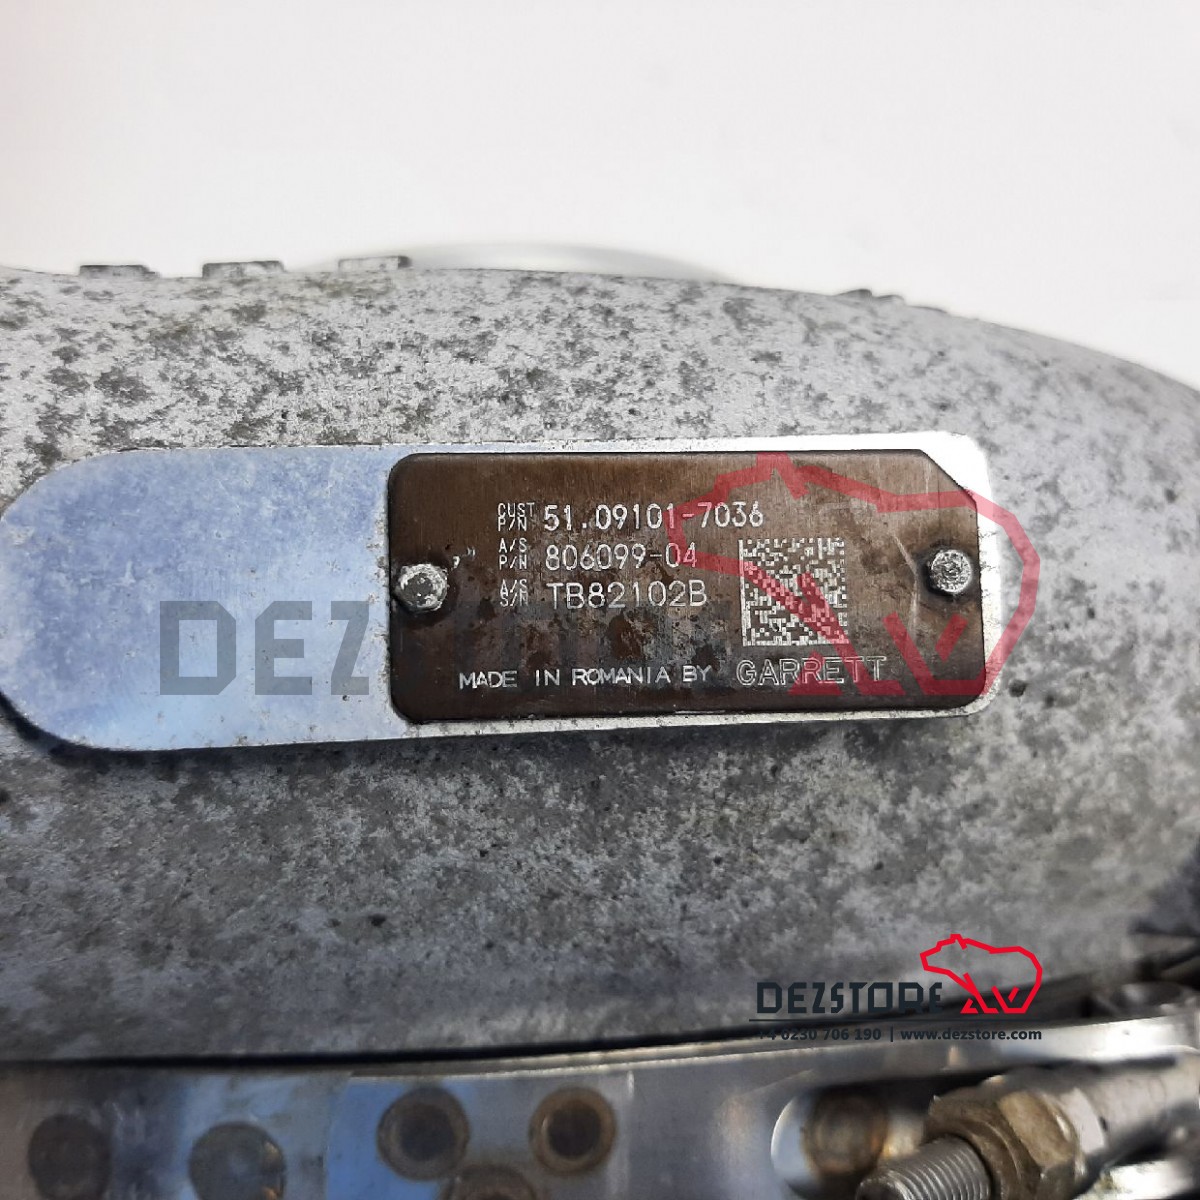 CUST P/N 51.09101-7036
A/S P/N 806099-04
A/S S/N TB82102B
MADE IN ROMANIA BY GARRETT
DEZSTORE
+4 0230 706 190 | www.dezstore.com